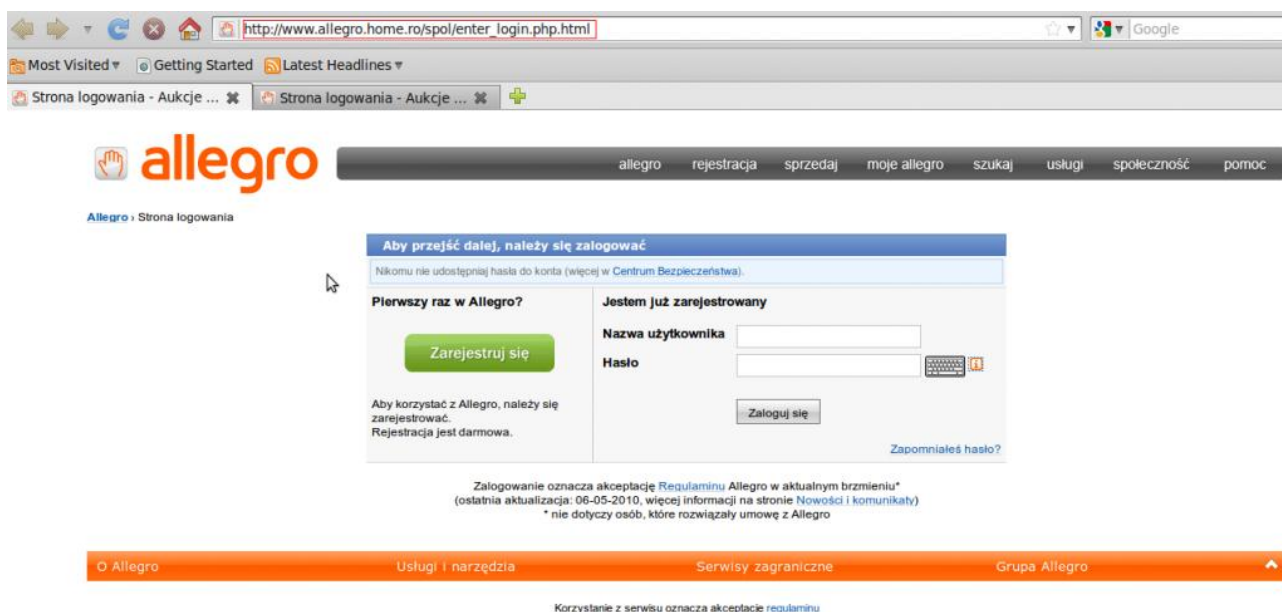 http://www.allegro.home.ro/spol/enter_login.php.html
Google
Most Visited Getting Started Latest Headlines
Strona logowania - Aukcje ... Strona logowania - Aukcje ...
allegro
allegro rejestracja sprzedaj moje allegro szukaj usługi społeczność pomoc
Allegro › Strona logowania
Aby przejść dalej, należy się zalogować
Nikomu nie udostępniaj hasła do konta (więcej w Centrum Bezpieczeństwa).
Pierwszy raz w Allegro?
Zarejestruj się
Aby korzystać z Allegro, należy się
zarejestrować.
Rejestracja jest darmowa.
Jestem już zarejestrowany
Nazwa użytkownika
Hasło
Zaloguj się
Zapomniałeś hasło?
Zalogowanie oznacza akceptację Regulaminu Allegro w aktualnym brzmieniu*
(ostatnia aktualizacja: 06-05-2010, więcej informacji na stronie Nowości i komunikaty)
* nie dotyczy osób, które rozwiązały umowę z Allegro
O Allegro Usługi i narzędzia Serwisy zagraniczne Grupa Allegro
Korzystanie z serwisu oznacza akceptację regulaminu